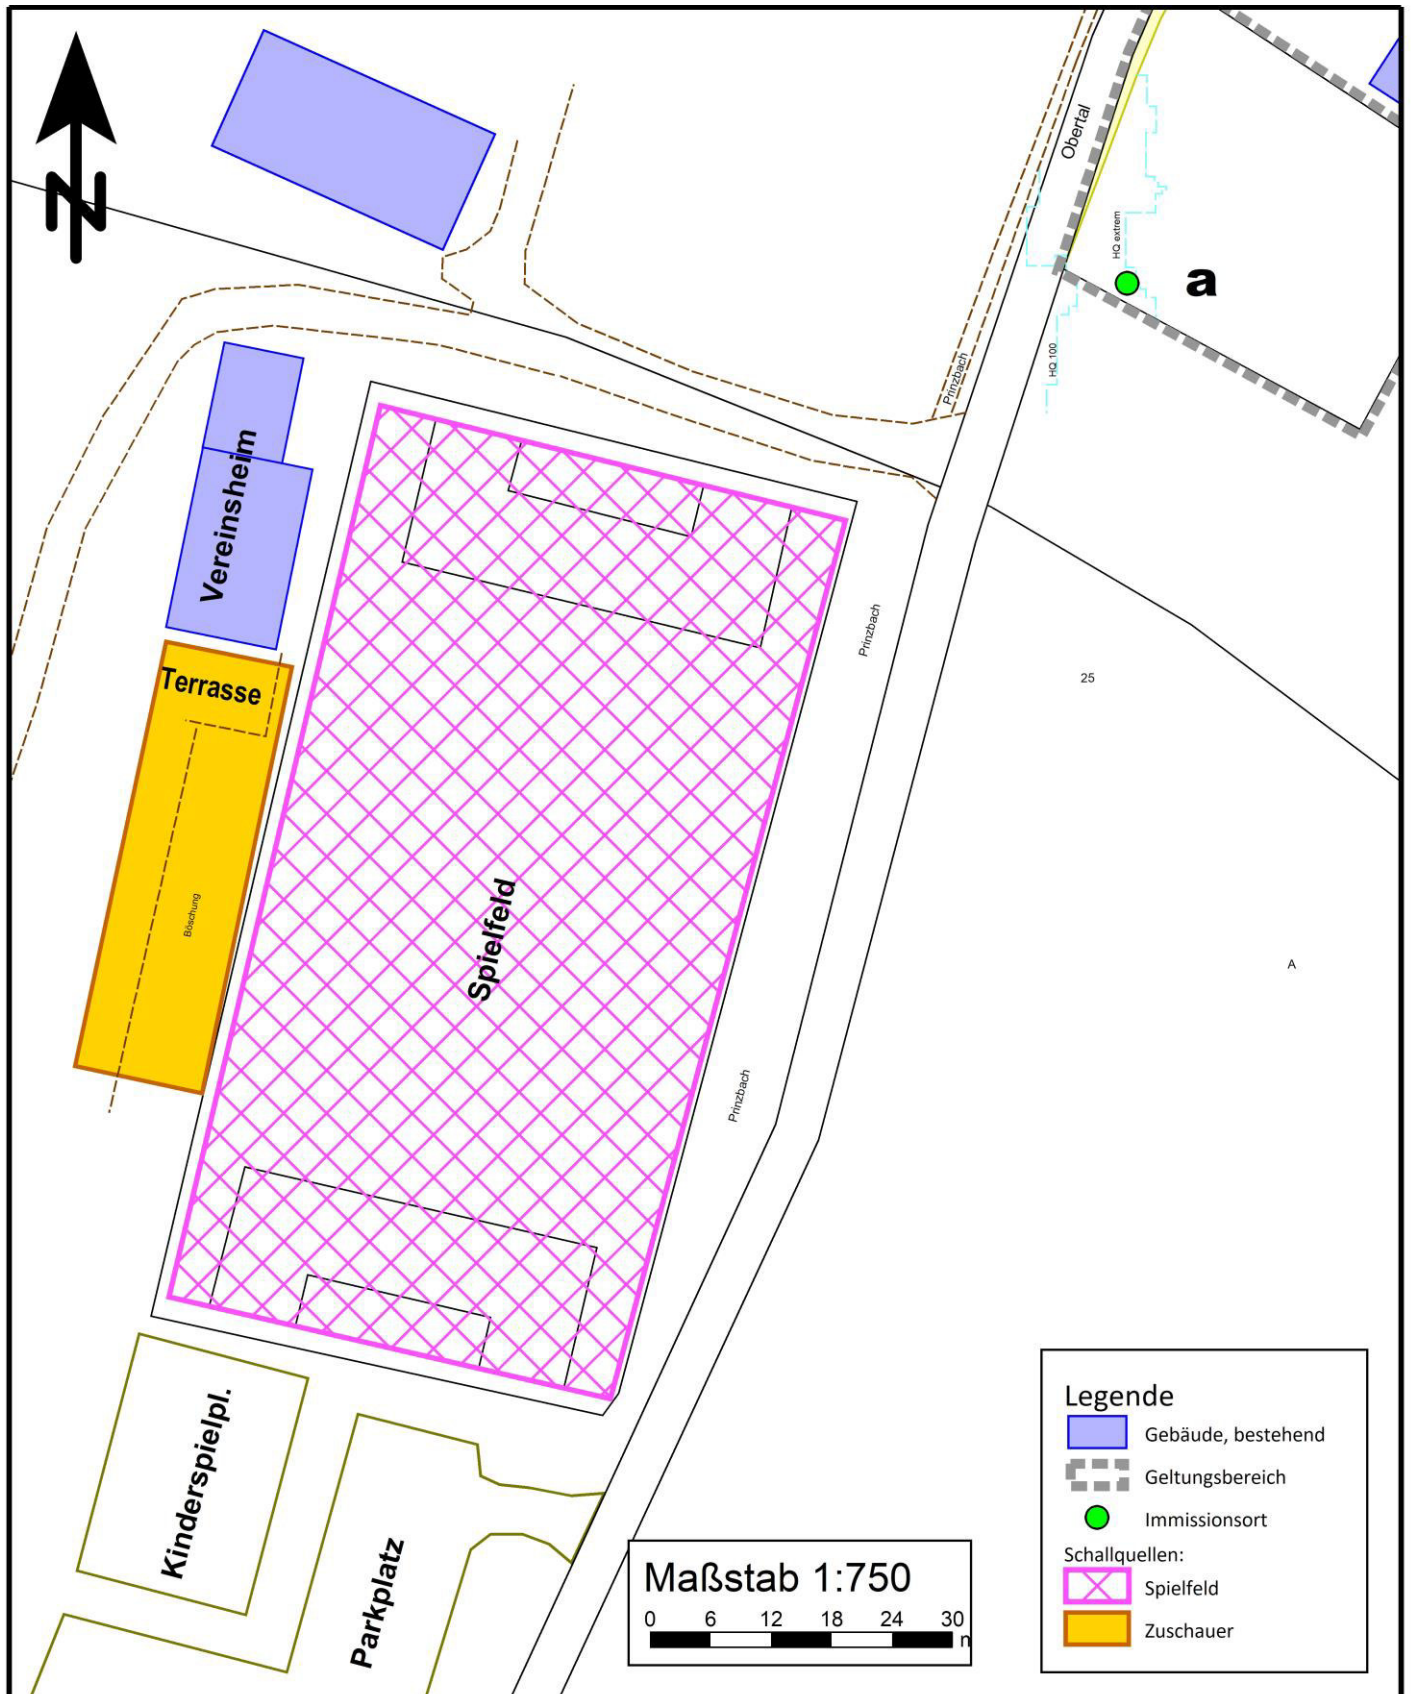 N
Obertal
HQ extrem
a
Prinzbach
HQ 100
Vereinsheim
Prinzbach
25
Terrasse
Böschung
Spielfeld
A
Prinzbach
Kinderspielpl.
Parkplatz
Legende
Gebäude, bestehend
Geltungsbereich
Immissionsort
Schallquellen:
Spielfeld
Zuschauer
Maßstab 1:750
0 6 12 18 24 30